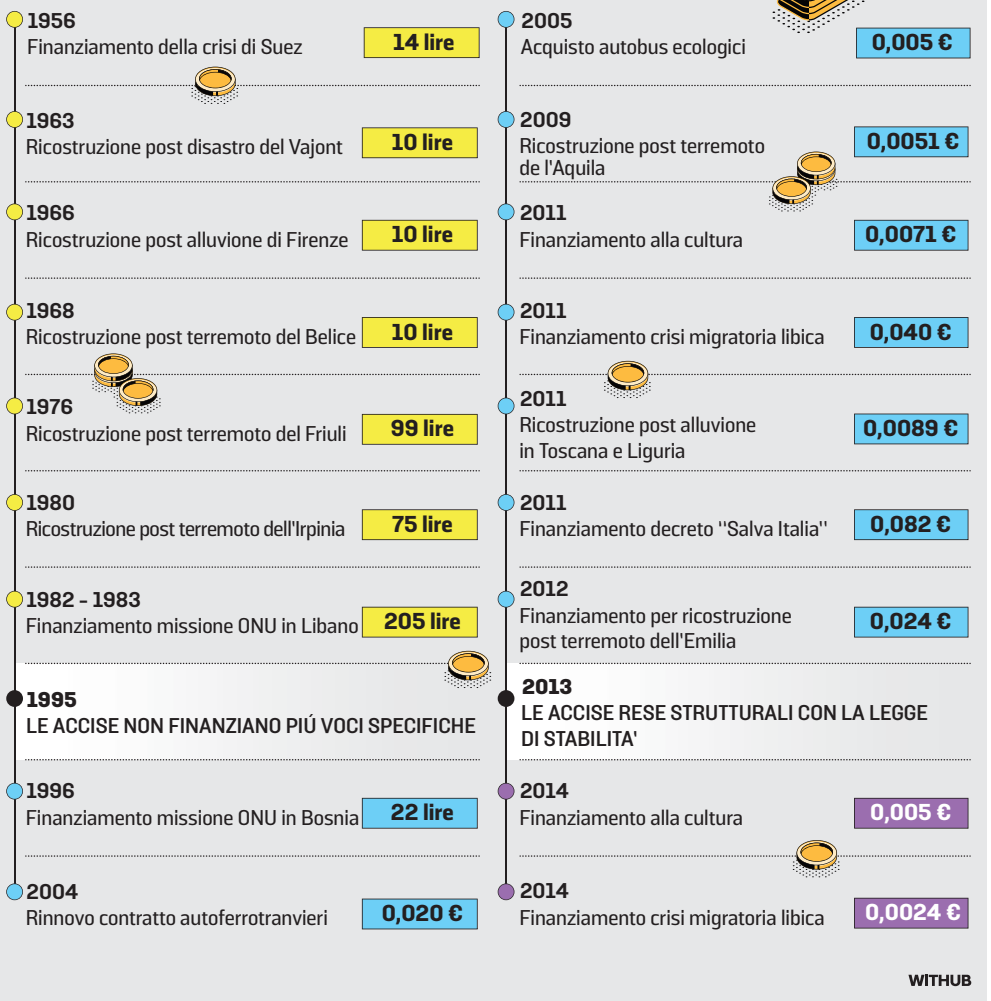 1956
Finanziamento della crisi di Suez
14 lire
1963
Ricostruzione post disastro del Vajont
10 lire
1966
Ricostruzione post alluvione di Firenze
10 lire
1968
Ricostruzione post terremoto del Belice
10 lire
1976
Ricostruzione post terremoto del Friuli
99 lire
1980
Ricostruzione post terremoto dell'Irpinia
75 lire
1982 - 1983
Finanziamento missione ONU in Libano
205 lire
1995
LE ACCISE NON FINANZIANO PIÚ VOCI SPECIFICHE
1996
Finanziamento missione ONU in Bosnia
22 lire
2004
Rinnovo contratto autoferrotranvieri
0,020 €
2005
Acquisto autobus ecologici
0,005 €
2009
Ricostruzione post terremoto
de l'Aquila
0,0051 €
2011
Finanziamento alla cultura
0,0071 €
2011
Finanziamento crisi migratoria libica
0,040 €
2011
Ricostruzione post alluvione
in Toscana e Liguria
0,0089 €
2011
Finanziamento decreto "Salva Italia"
0,082 €
2012
Finanziamento per ricostruzione
post terremoto dell'Emilia
0,024 €
2013
LE ACCISE RESE STRUTTURALI CON LA LEGGE
DI STABILITA'
2014
Finanziamento alla cultura
0,005 €
2014
Finanziamento crisi migratoria libica
0,0024 €
WITHUB